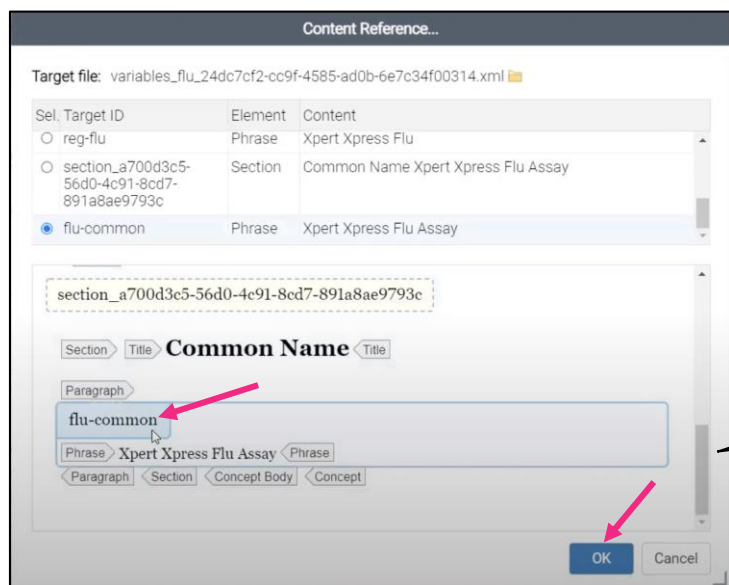 Content Reference...
Target file: variables_flu_24dc7cf2-cc9f-4585-ad0b-6e7c34f00314.xml
Sel. Target ID Element Content
reg-flu Phrase Xpert Xpress Flu
section_a700d3c5-56d0-4c91-8cd7-891a8ae9793c Section Common Name Xpert Xpress Flu Assay
flu-common Phrase Xpert Xpress Flu Assay
section_a700d3c5-56d0-4c91-8cd7-891a8ae9793c
Section Title Common Name Title
Paragraph
flu-common
Phrase Xpert Xpress Flu Assay Phrase
Paragraph Section Concept Body Concept
OK Cancel